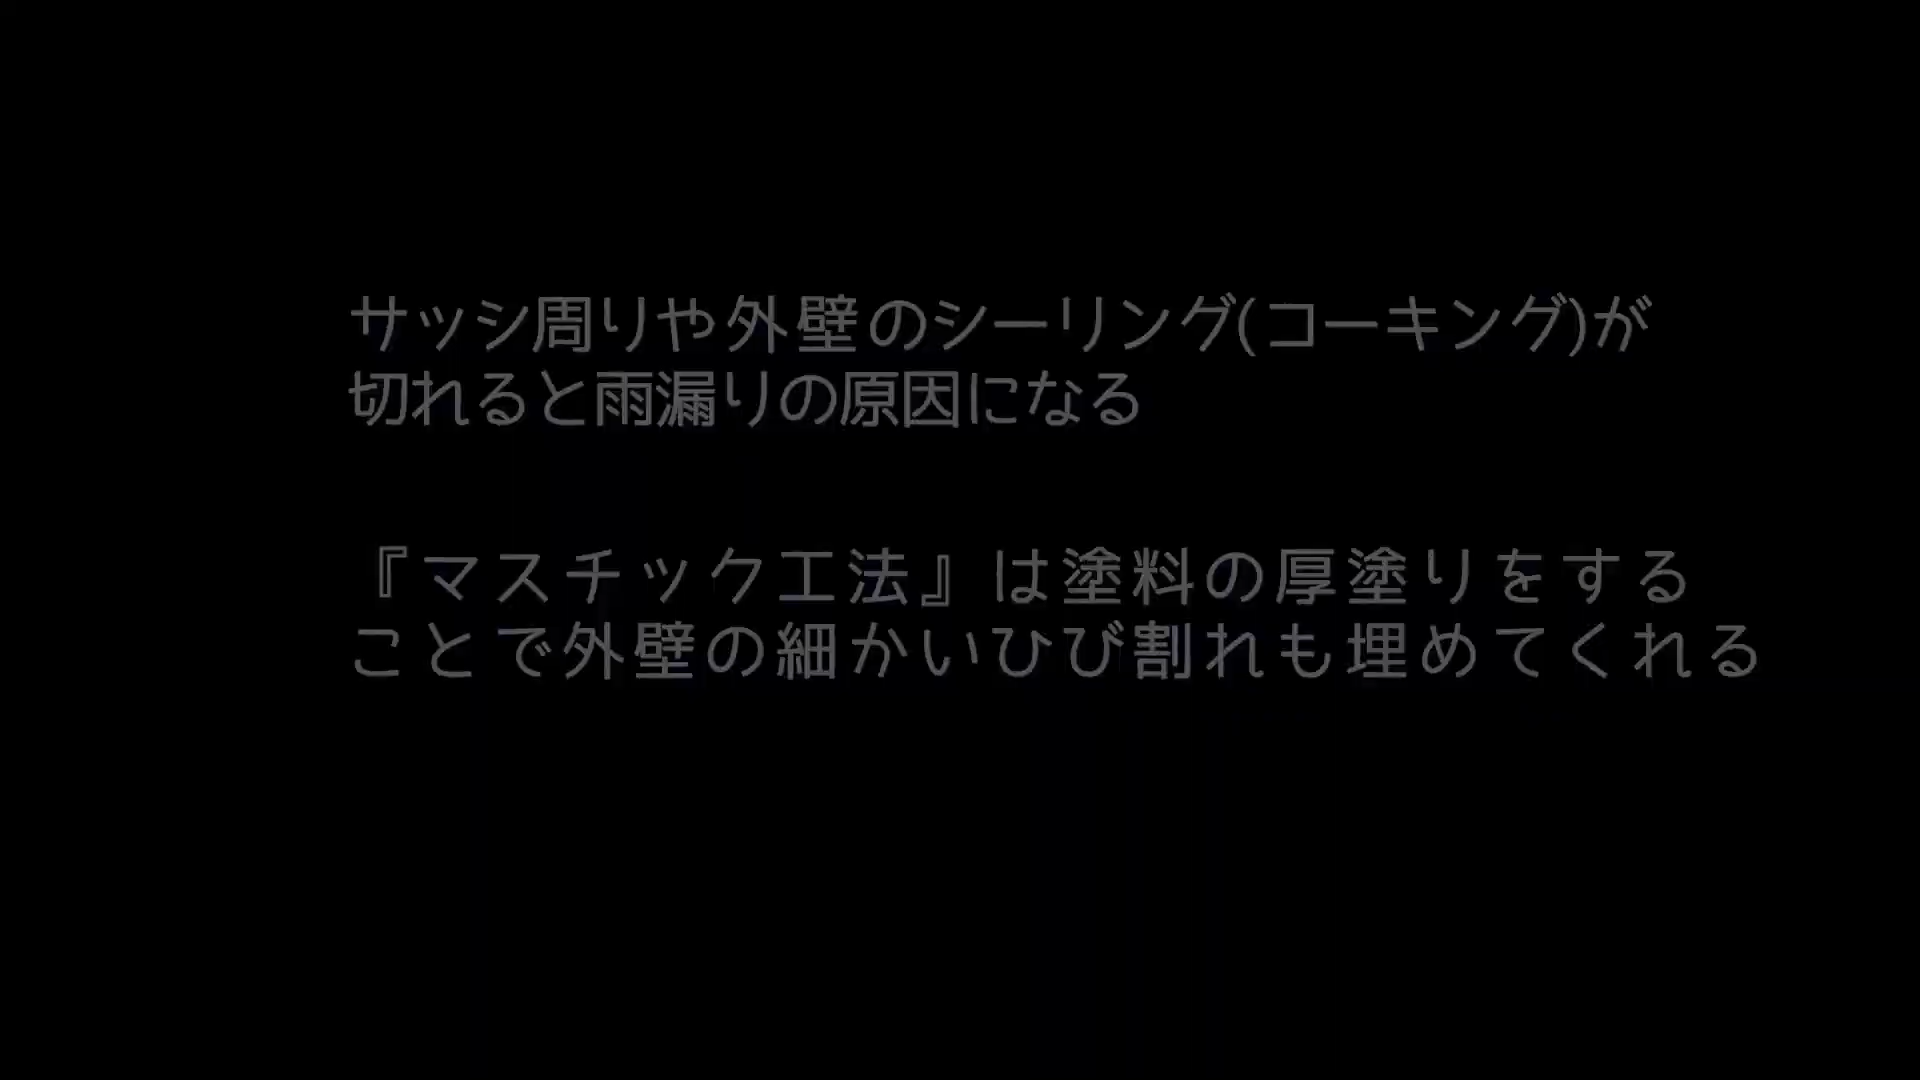 サッシ周りや外壁のシーリング(コーキング)が
切れると雨漏りの原因になる
『マスチック工法』は塗料の厚塗りをする
ことで外壁の細かいひび割れも埋めてくれる